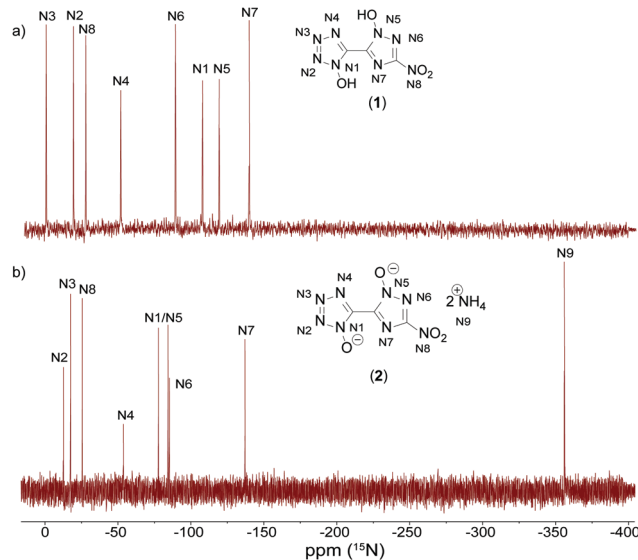 a)
N3 N2 N8 N4 N6 N1 N5 N7
N4 HO N5
N3 N N N N6
N N N
N2 N N1 N NO2
OH N7 N8
(1)
b)
N2 N3 N8 N4 N1/N5 N6 N7 N9
N4 O⊖ N5
N3 N N N N6 2 ⊕NH4
N N N N9
N2 N N1 N NO2
O⊖ N7 N8
(2)
0 -50 -100 -150 -200 -250 -300 -350 -400
ppm (¹⁵N)